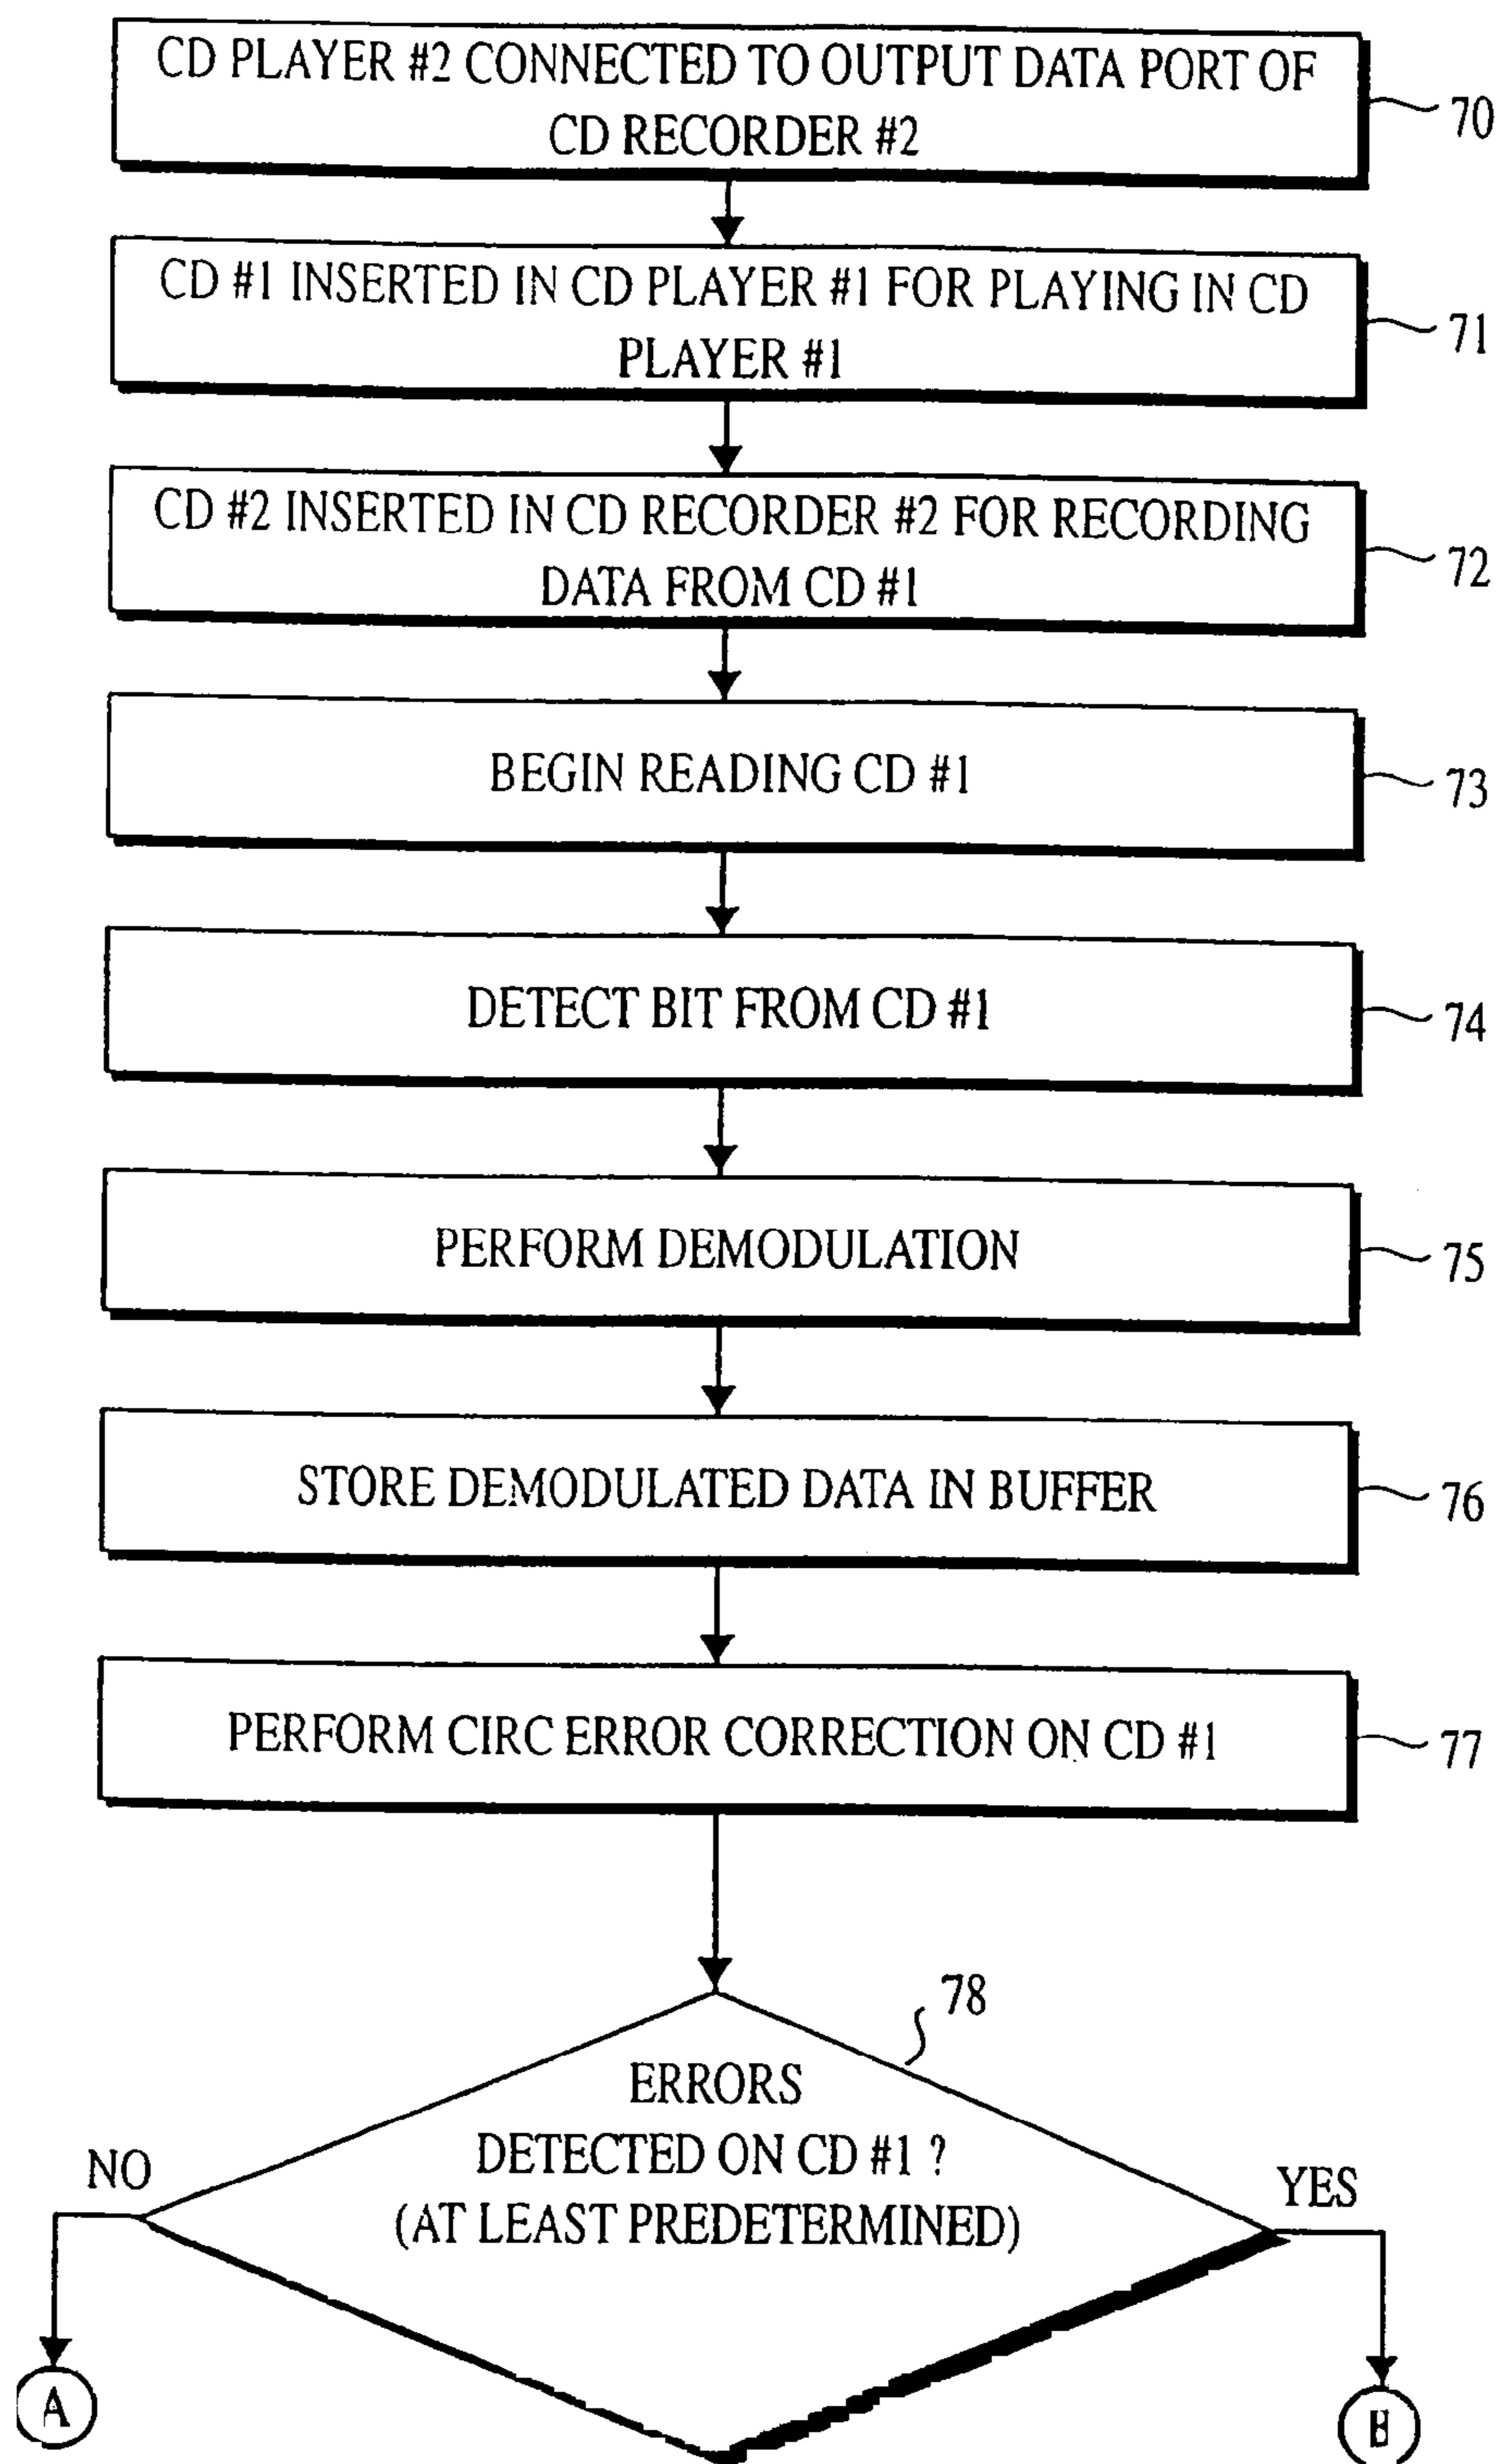 CD PLAYER #2 CONNECTED TO OUTPUT DATA PORT OF
CD RECORDER #2
70
CD #1 INSERTED IN CD PLAYER #1 FOR PLAYING IN CD
PLAYER #1
71
CD #2 INSERTED IN CD RECORDER #2 FOR RECORDING
DATA FROM CD #1
72
BEGIN READING CD #1
73
DETECT BIT FROM CD #1
74
PERFORM DEMODULATION
75
STORE DEMODULATED DATA IN BUFFER
76
PERFORM CIRC ERROR CORRECTION ON CD #1
77
78
ERRORS
DETECTED ON CD #1 ?
(AT LEAST PREDETERMINED)
NO
YES
A
B